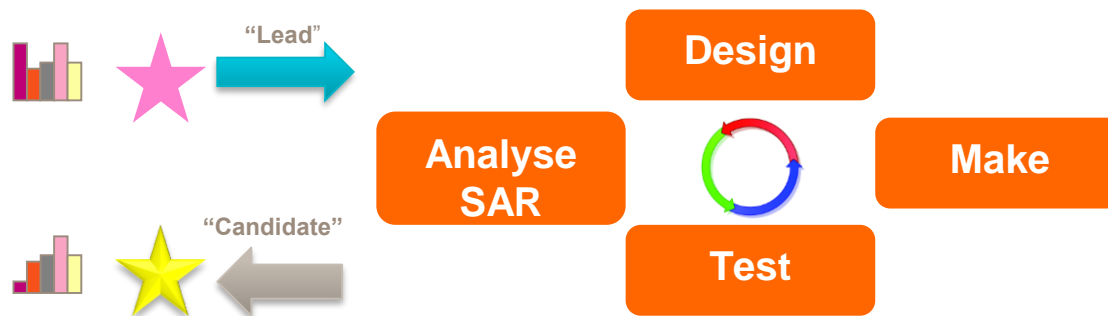 “Lead”
Design
Analyse
SAR
Make
“Candidate”
Test